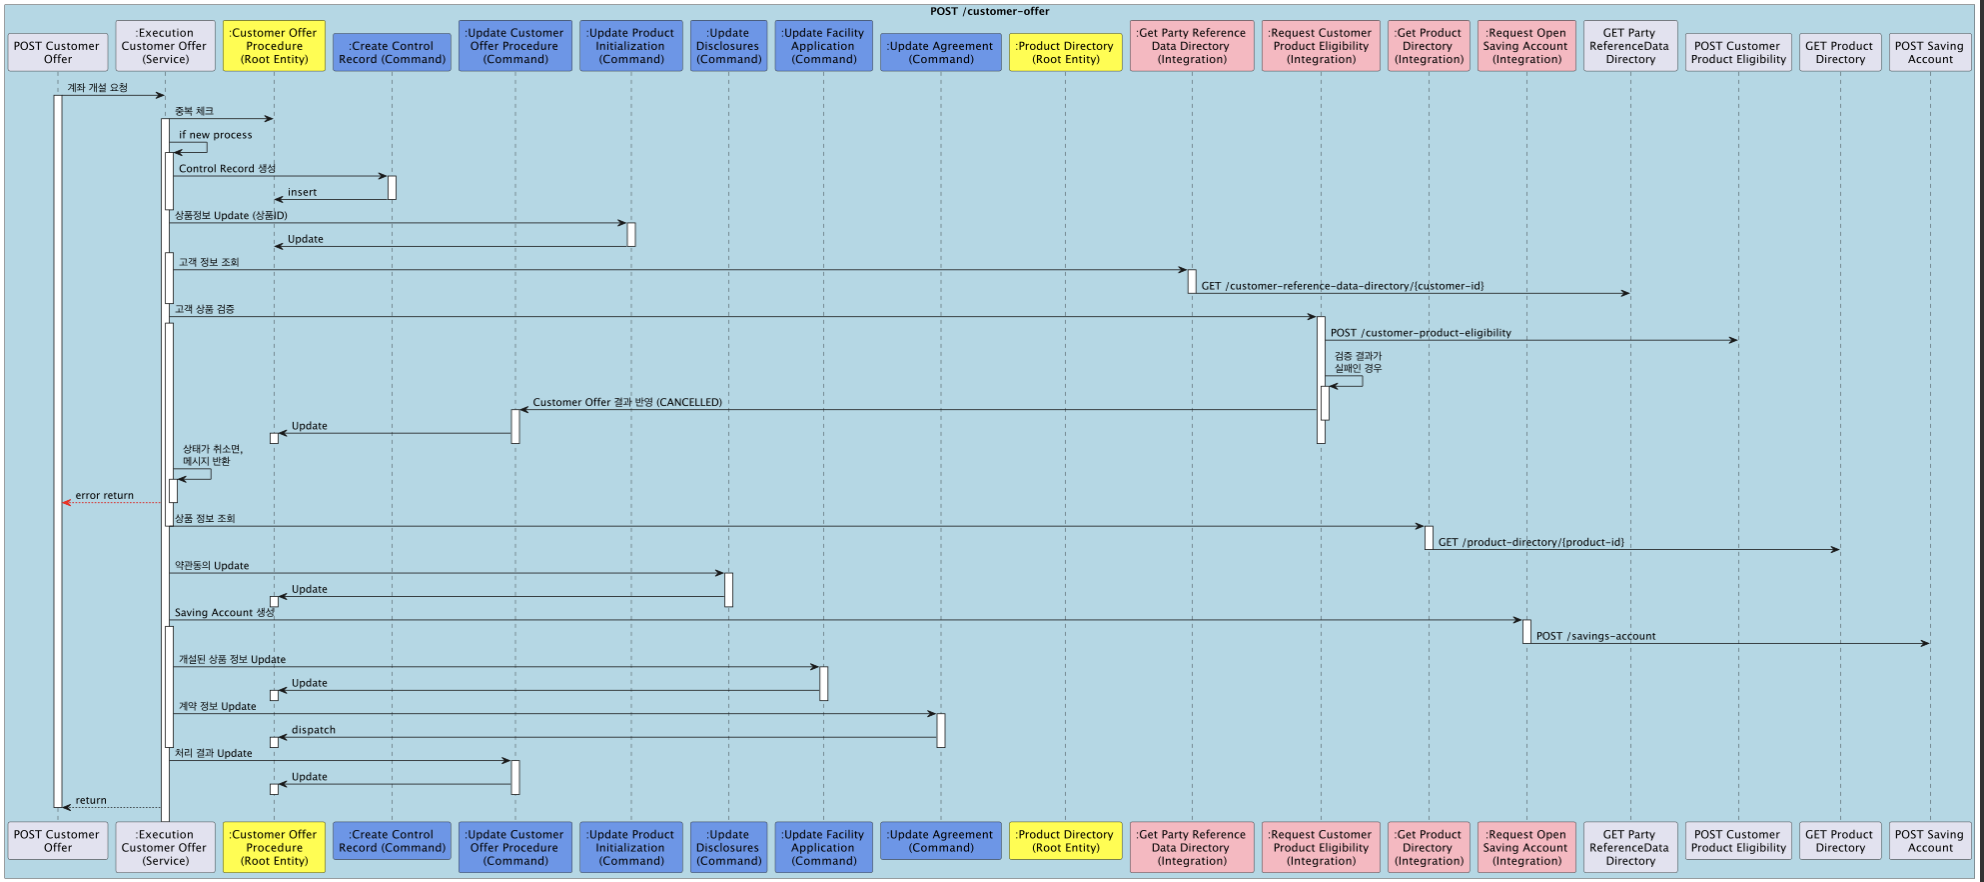 POST /customer-offer
POST Customer
Offer
:Execution
Customer Offer
(Service)
:Customer Offer
Procedure
(Root Entity)
:Create Control
Record (Command)
:Update Customer
Offer Procedure
(Command)
:Update Product
Initialization
(Command)
:Update
Disclosures
(Command)
:Update Facility
Application
(Command)
:Update Agreement
(Command)
:Product Directory
(Root Entity)
:Get Party Reference
Data Directory
(Integration)
:Request Customer
Product Eligibility
(Integration)
:Get Product
Directory
(Integration)
:Request Open
Saving Account
(Integration)
GET Party
ReferenceData
Directory
POST Customer
Product Eligibility
GET Product
Directory
POST Saving
Account
계좌 개설 요청
중복 체크
if new process
Control Record 생성
insert
상품정보 Update (상품ID)
Update
고객 정보 조회
GET /customer-reference-data-directory/{customer-id}
고객 상품 검증
POST /customer-product-eligibility
검증 결과가
실패인 경우
Customer Offer 결과 반영 (CANCELLED)
Update
상태가 취소면,
메시지 반환
error return
상품 정보 조회
GET /product-directory/{product-id}
약관동의 Update
Update
Saving Account 생성
POST /savings-account
개설된 상품 정보 Update
Update
계약 정보 Update
dispatch
처리 결과 Update
Update
return
POST Customer
Offer
:Execution
Customer Offer
(Service)
:Customer Offer
Procedure
(Root Entity)
:Create Control
Record (Command)
:Update Customer
Offer Procedure
(Command)
:Update Product
Initialization
(Command)
:Update
Disclosures
(Command)
:Update Facility
Application
(Command)
:Update Agreement
(Command)
:Product Directory
(Root Entity)
:Get Party Reference
Data Directory
(Integration)
:Request Customer
Product Eligibility
(Integration)
:Get Product
Directory
(Integration)
:Request Open
Saving Account
(Integration)
GET Party
ReferenceData
Directory
POST Customer
Product Eligibility
GET Product
Directory
POST Saving
Account